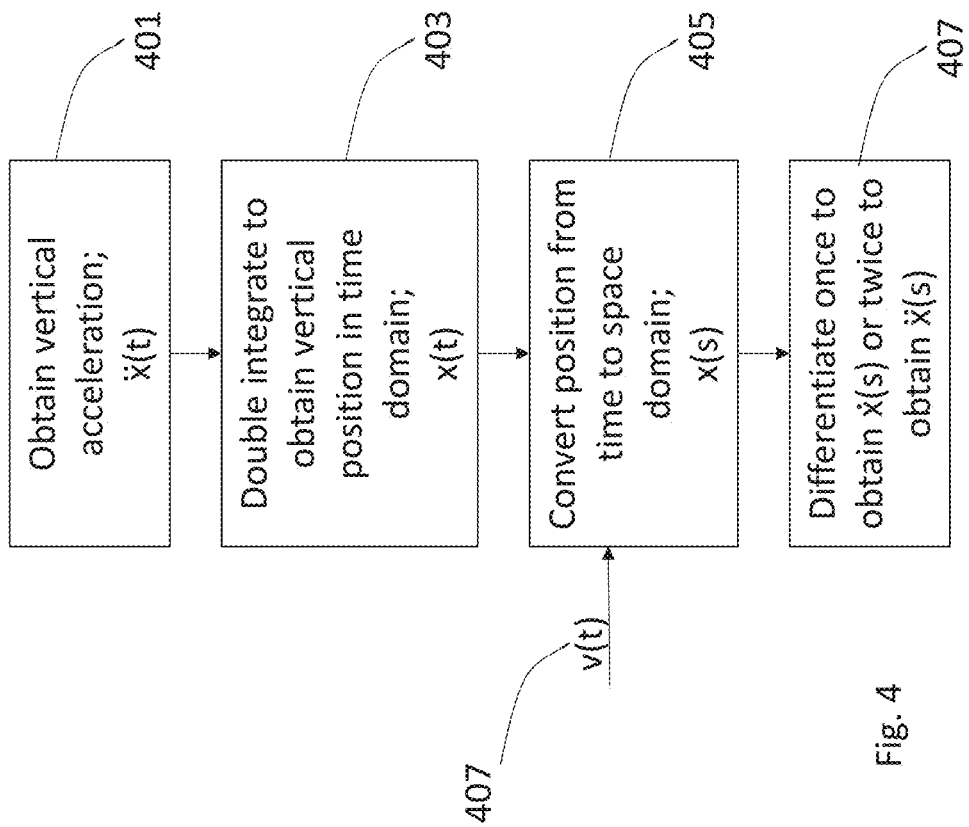 Obtain vertical
acceleration;
ẍ(t)
401
Double integrate to
obtain vertical
position in time
domain;
x(t)
403
407
v(t)
Convert position from
time to space
domain;
x(s)
405
Differentiate once to
obtain ẋ(s) or twice to
obtain ẍ(s)
407
Fig. 4